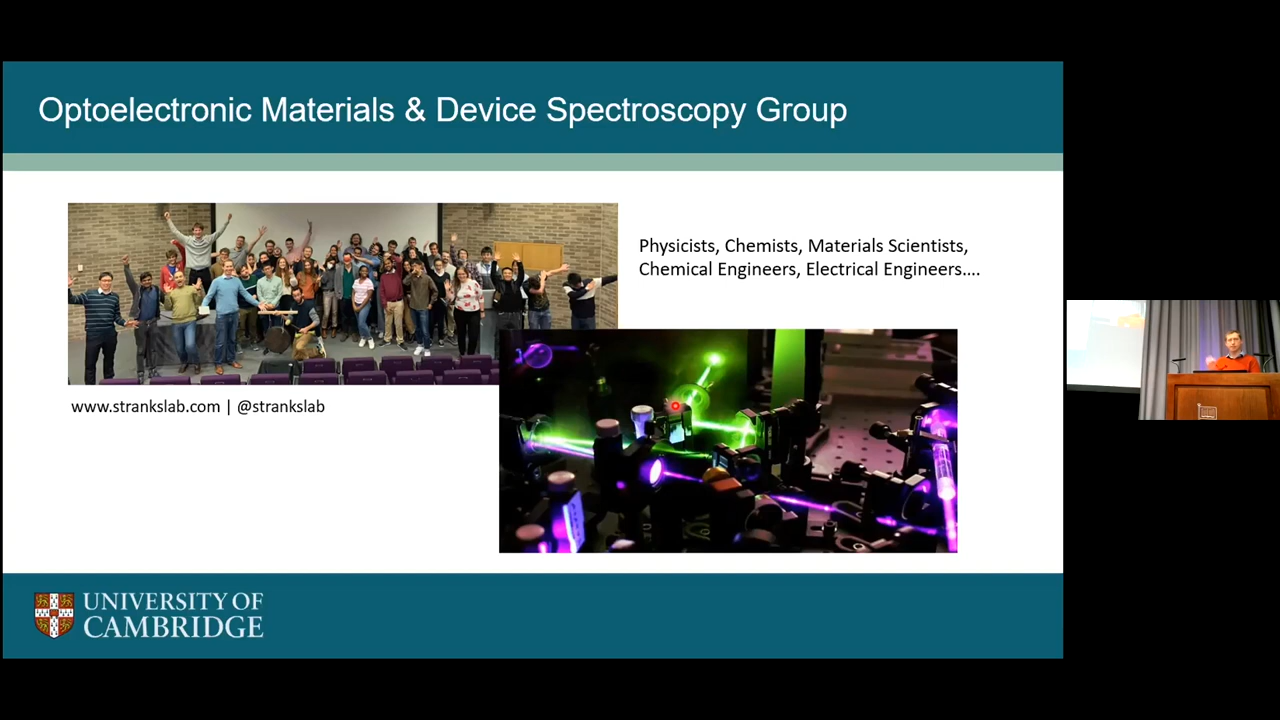 Optoelectronic Materials & Device Spectroscopy Group
Physicists, Chemists, Materials Scientists,
Chemical Engineers, Electrical Engineers....
www.strankslab.com | @strankslab
UNIVERSITY OF
CAMBRIDGE